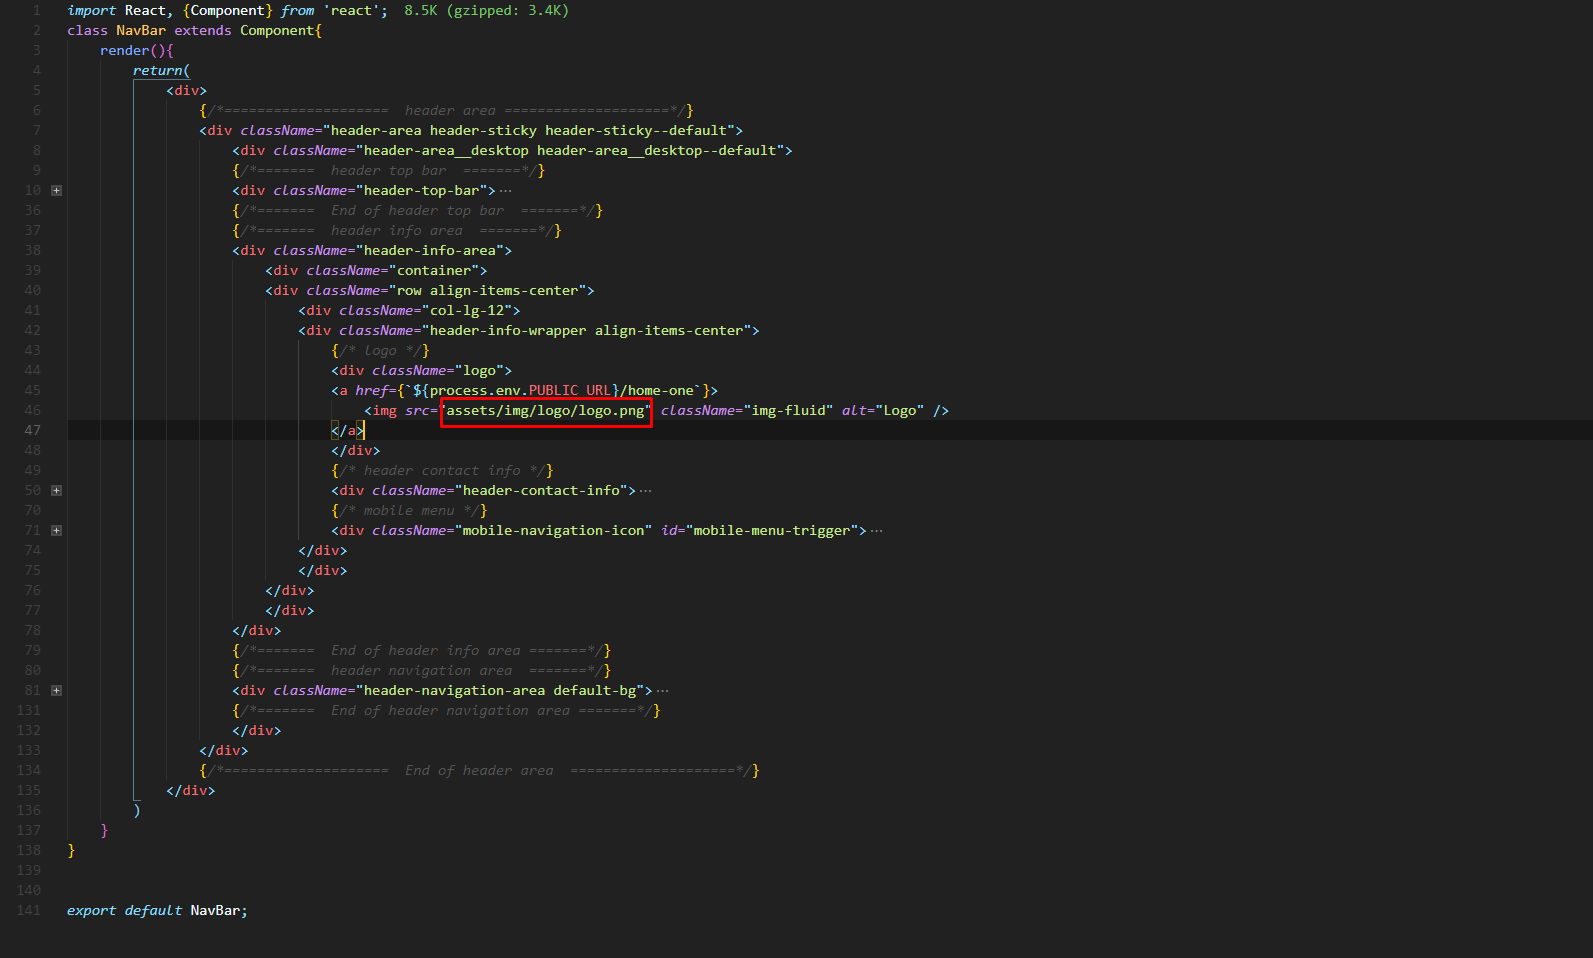 1 import React, {Component} from 'react'; 8.5K (gzipped: 3.4K)
2 class NavBar extends Component{
3 render(){
4 return(
5 <div>
6 {/*==================== header area ====================*/}
7 <div className="header-area header-sticky header-sticky--default">
8 <div className="header-area__desktop header-area__desktop--default">
9 {/*======= header top bar =======*/}
10 <div className="header-top-bar">···
36 {/*======= End of header top bar =======*/}
37 {/*======= header info area =======*/}
38 <div className="header-info-area">
39 <div className="container">
40 <div className="row align-items-center">
41 <div className="col-lg-12">
42 <div className="header-info-wrapper align-items-center">
43 {/* logo */}
44 <div className="logo">
45 <a href={`${process.env.PUBLIC_URL}/home-one`}>
46 <img src="assets/img/logo/logo.png" className="img-fluid" alt="Logo" />
47 </a>
48 </div>
49 {/* header contact info */}
50 <div className="header-contact-info">···
70 {/* mobile menu */}
71 <div className="mobile-navigation-icon" id="mobile-menu-trigger">···
74 </div>
75 </div>
76 </div>
77 </div>
78 </div>
79 {/*======= End of header info area =======*/}
80 {/*======= header navigation area =======*/}
81 <div className="header-navigation-area default-bg">···
131 {/*======= End of header navigation area =======*/}
132 </div>
133 </div>
134 {/*==================== End of header area ====================*/}
135 </div>
136 )
137 }
138 }
139
140
141 export default NavBar;